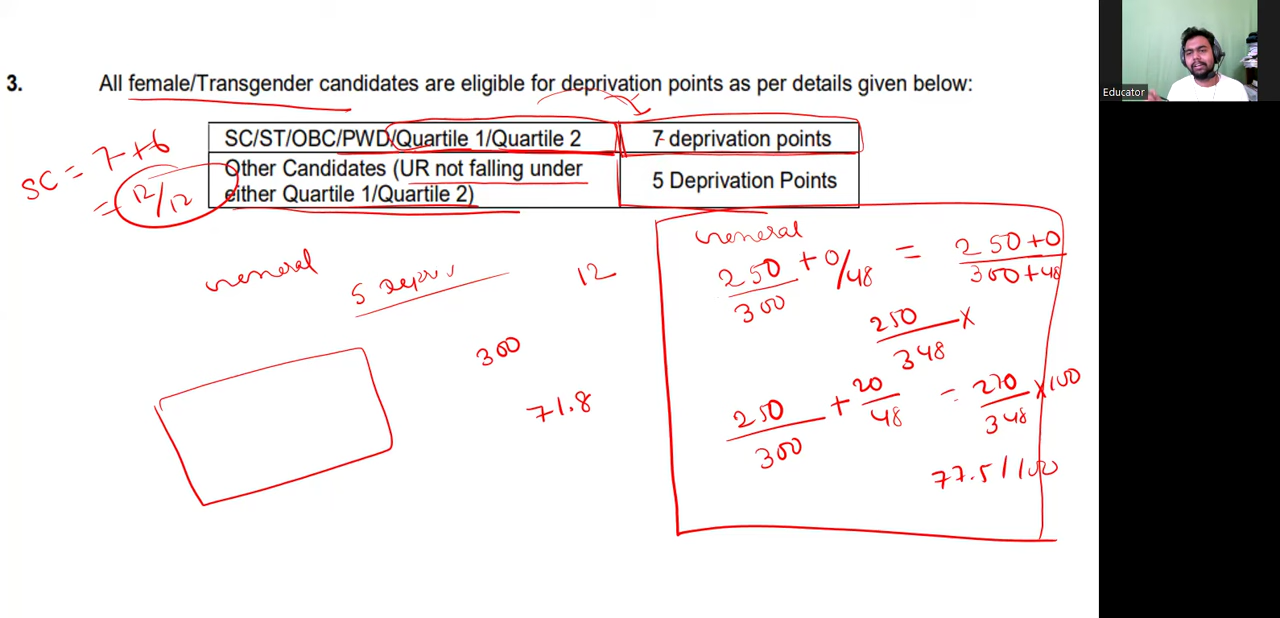 3. All female/Transgender candidates are eligible for deprivation points as per details given below:
SC/ST/OBC/PWD/Quartile 1/Quartile 2 7 deprivation points
Other Candidates (UR not falling under
either Quartile 1/Quartile 2) 5 Deprivation Points
SC = 7+6
= 12/12
General
5
12
300
71.8
General
250/300 + 0/48 = 250+0/300+48
250/348 ×
250/300 + 20/48 = 270/348 × 100
77.5/100
Educator